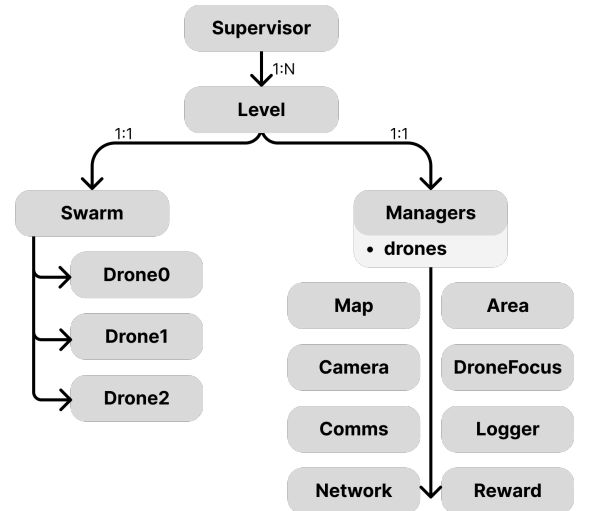 Supervisor
1:N
Level
1:1
1:1
Swarm
Managers
• drones
Drone0
Drone1
Drone2
Map
Area
Camera
DroneFocus
Comms
Logger
Network
Reward